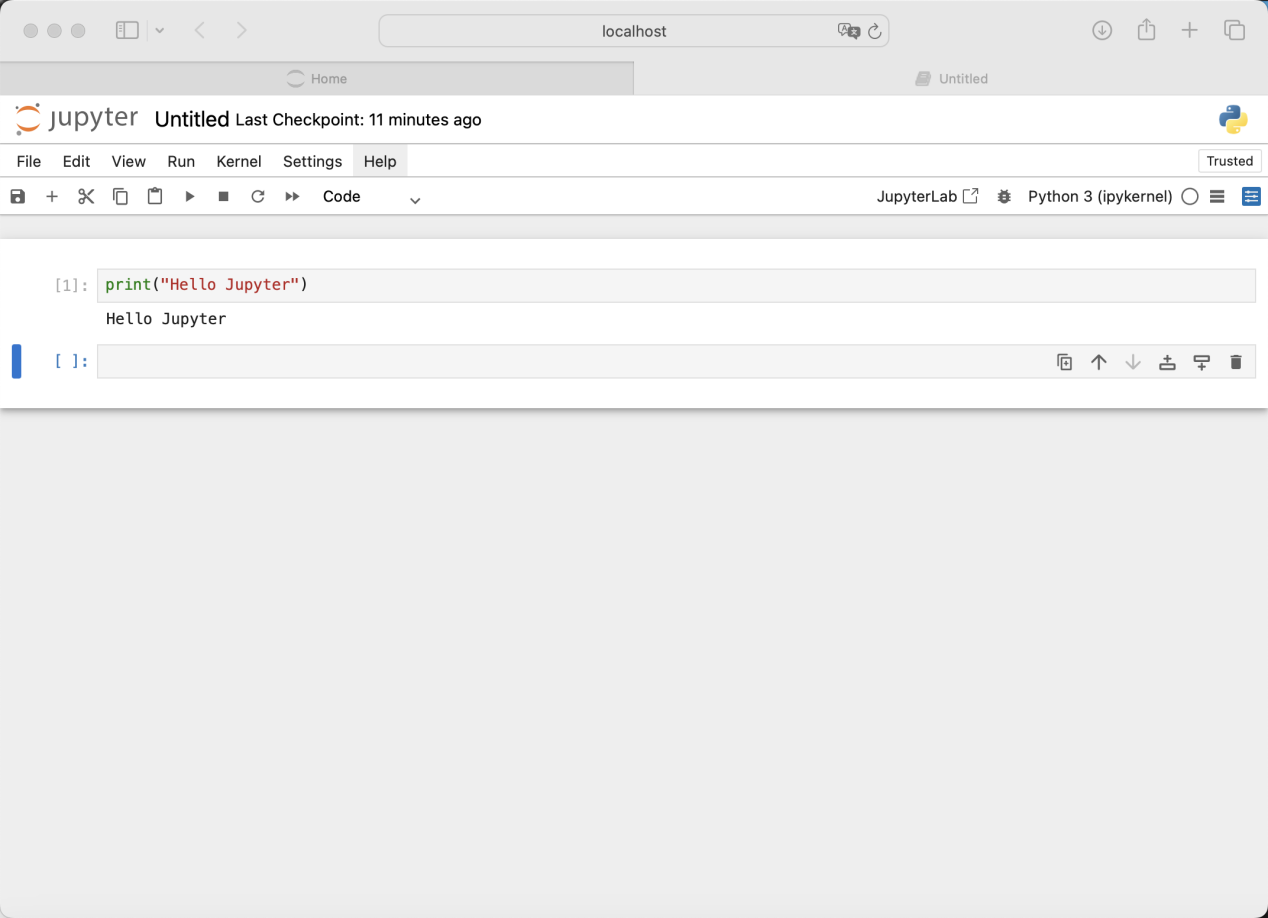 localhost
Home
Untitled
jupyter Untitled Last Checkpoint: 11 minutes ago
File Edit View Run Kernel Settings Help Trusted
Code JupyterLab Python 3 (ipykernel)
[1]: print("Hello Jupyter")
Hello Jupyter
[ ]: